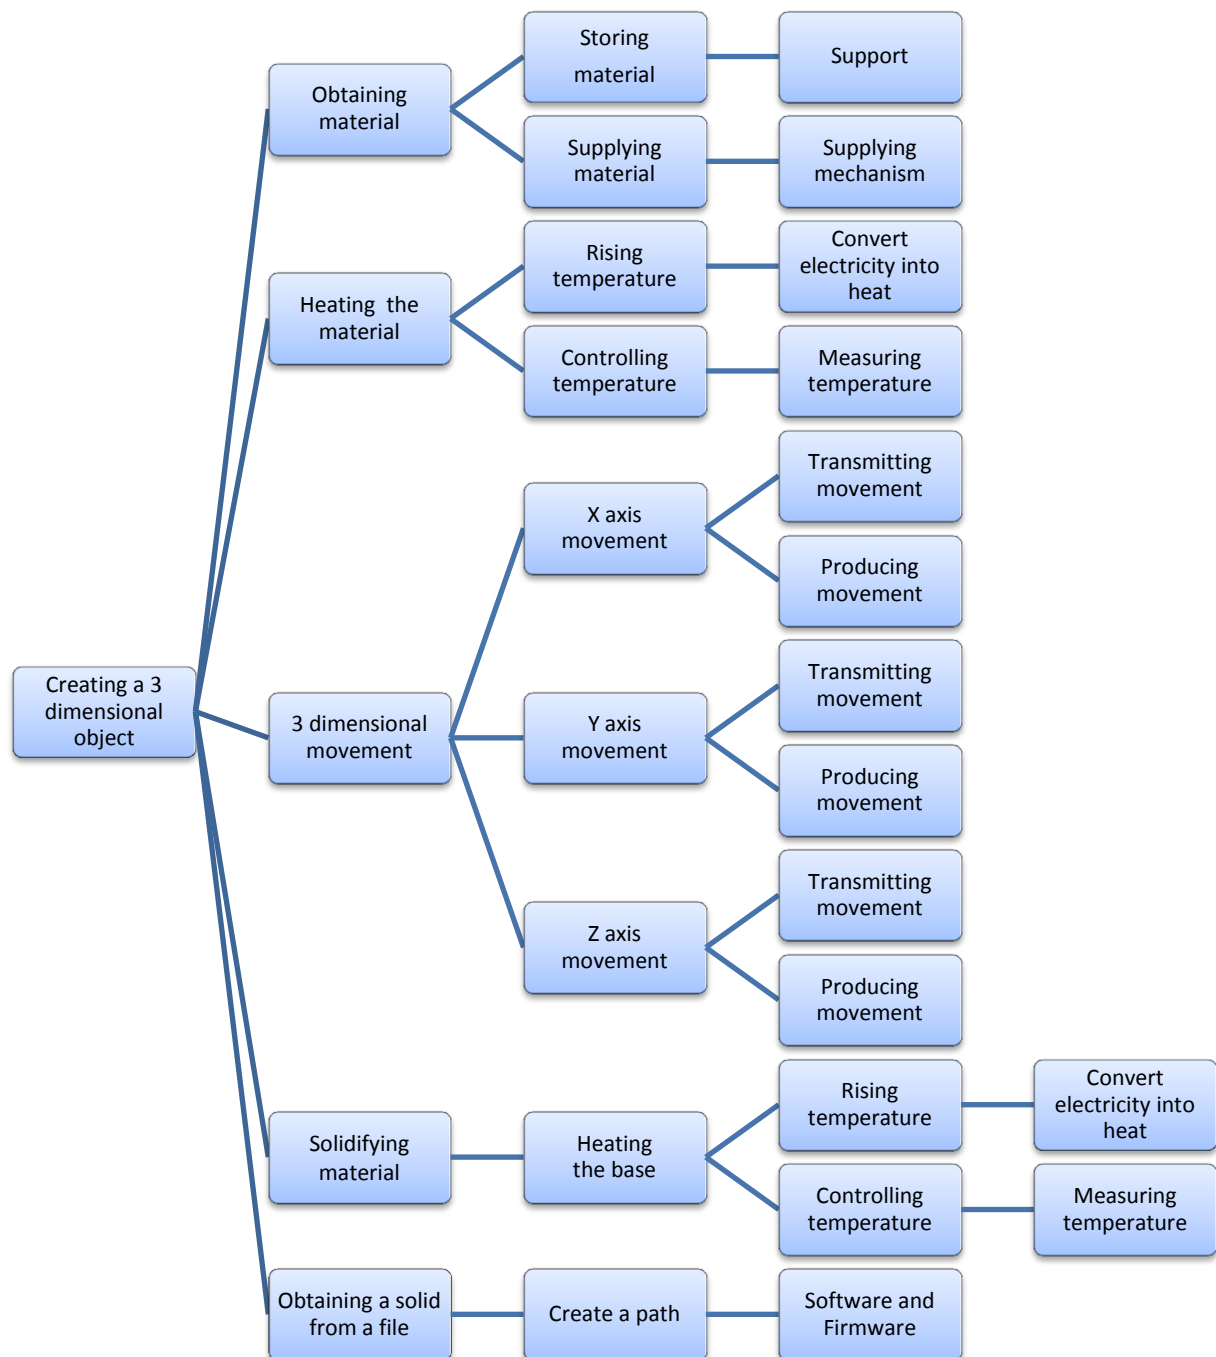 Storing
material
Support
Obtaining
material
Supplying
material
Supplying
mechanism
Rising
temperature
Convert
electricity into
heat
Heating the
material
Controlling
temperature
Measuring
temperature
Transmitting
movement
X axis
movement
Producing
movement
Creating a 3
dimensional
object
3 dimensional
movement
Y axis
movement
Transmitting
movement
Producing
movement
Transmitting
movement
Z axis
movement
Producing
movement
Solidifying
material
Heating
the base
Rising
temperature
Convert
electricity into
heat
Controlling
temperature
Measuring
temperature
Obtaining a solid
from a file
Create a path
Software and
Firmware